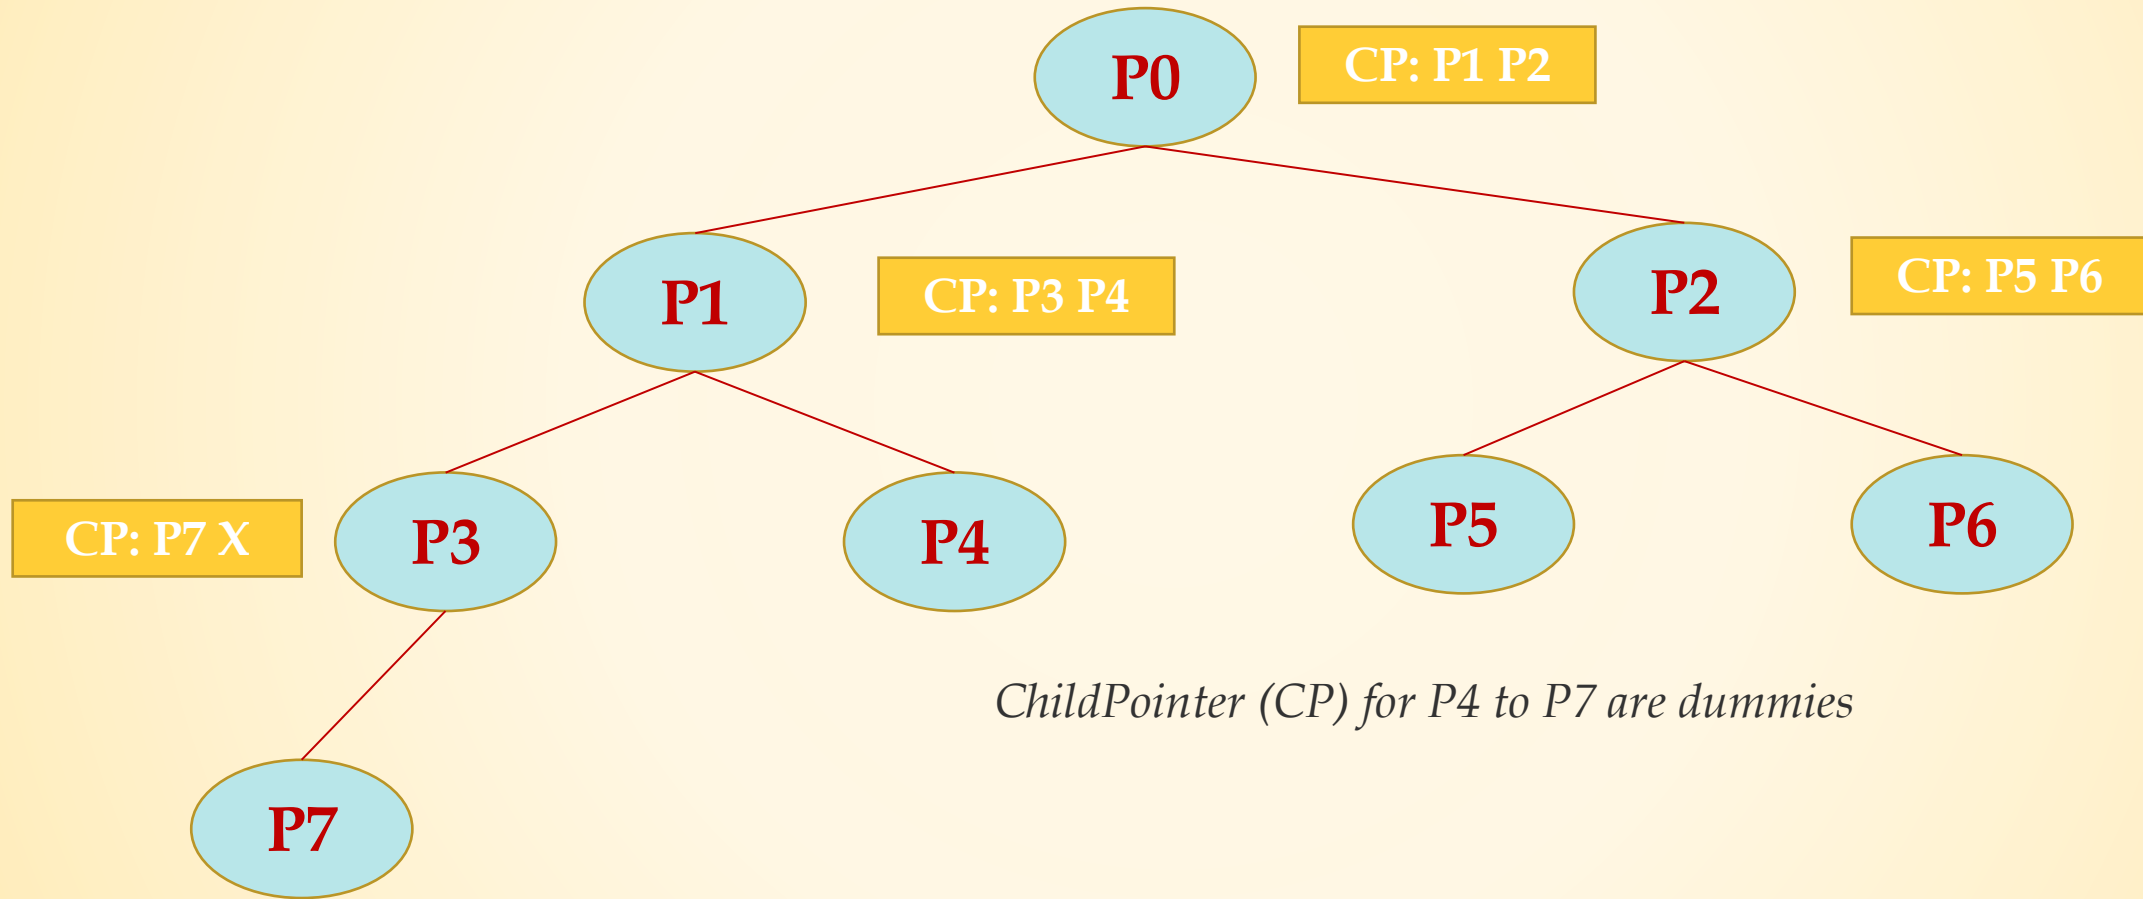 P0
CP: P1 P2
P1
CP: P3 P4
P2
CP: P5 P6
CP: P7 X
P3
P4
P5
P6
ChildPointer (CP) for P4 to P7 are dummies
P7